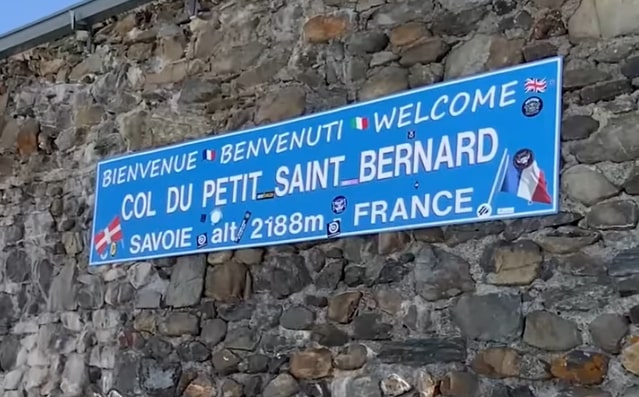 BIENVENUE BENVENUTI WELCOME
COL DU PETIT SAINT BERNARD
SAVOIE alt 2188m FRANCE